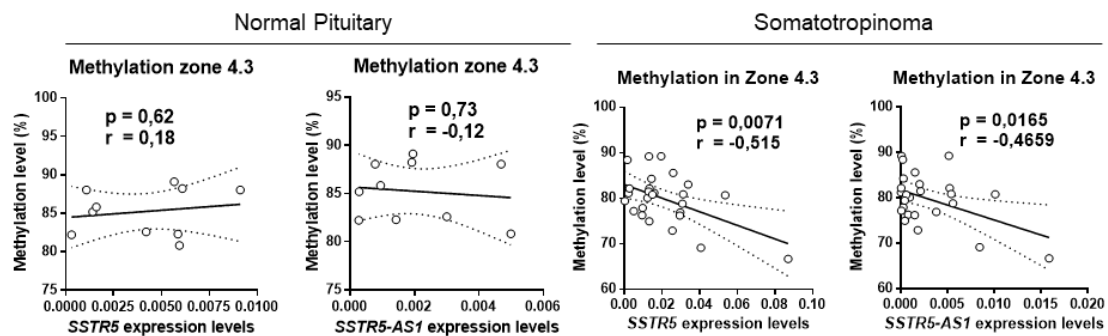 Normal Pituitary
Somatotropinoma
Methylation zone 4.3
p = 0,62
r = 0,18
Methylation level (%)
100
95
90
85
80
75
0.0000
0.0025
0.0050
0.0075
0.0100
SSTR5 expression levels
Methylation zone 4.3
p = 0,73
r = -0,12
Methylation level (%)
95
90
85
80
75
0.000
0.002
0.004
0.006
SSTR5-AS1 expression levels
Methylation in Zone 4.3
p = 0,0071
r = -0,515
Methylation level (%)
100
90
80
70
60
0.00
0.02
0.04
0.06
0.08
0.10
SSTR5 expression levels
Methylation in Zone 4.3
p = 0,0165
r = -0,4659
Methylation level (%)
100
90
80
70
60
0.000
0.005
0.010
0.015
0.020
SSTR5-AS1 expression levels